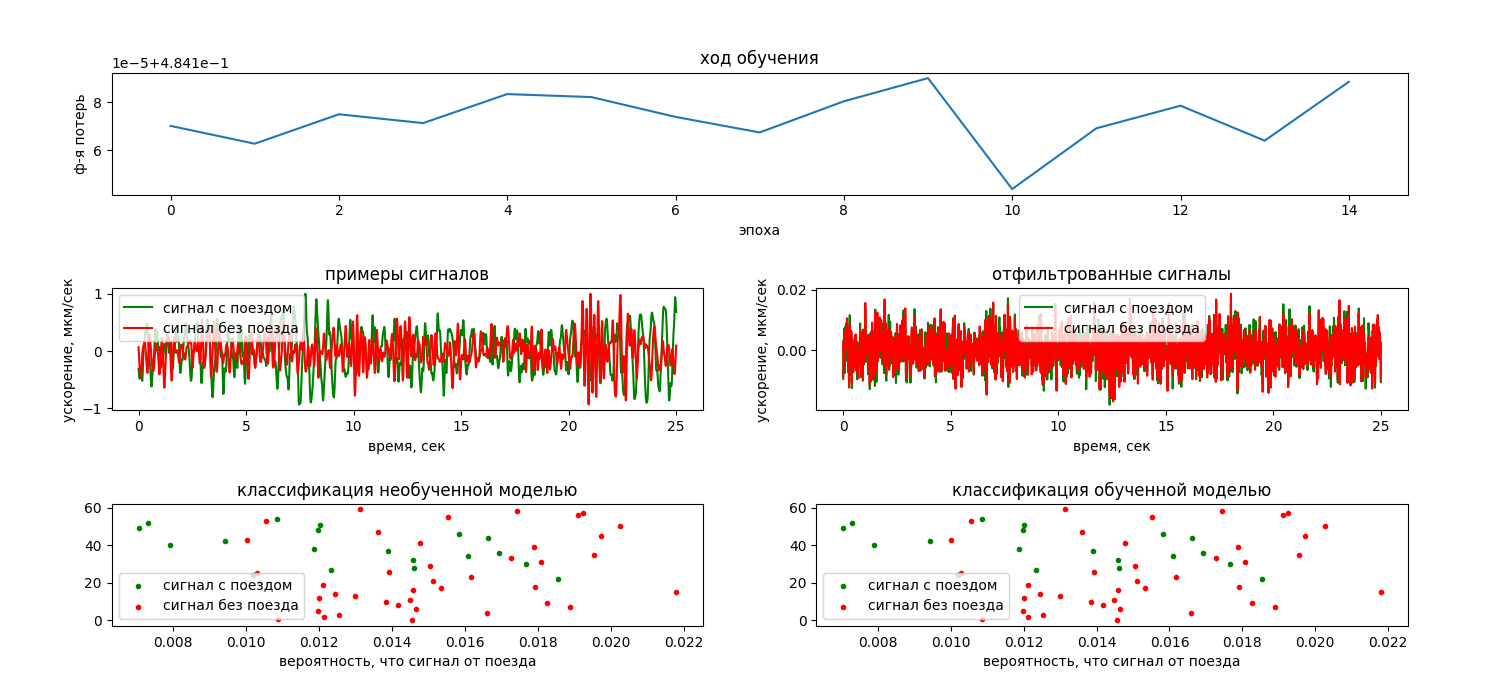 ход обучения
1e−5+4.841e−1
8
6
ф-я потерь
0 2 4 6 8 10 12 14
эпоха
примеры сигналов
1
0
−1
ускорение, мкм/сек
сигнал с поездом
сигнал без поезда
0 5 10 15 20 25
время, сек
отфильтрованные сигналы
0.02
0.00
ускорение, мкм/сек
сигнал с поездом
сигнал без поезда
0 5 10 15 20 25
время, сек
классификация необученной моделью
60
40
20
0
сигнал с поездом
сигнал без поезда
0.008 0.010 0.012 0.014 0.016 0.018 0.020 0.022
вероятность, что сигнал от поезда
классификация обученной моделью
60
40
20
0
сигнал с поездом
сигнал без поезда
0.008 0.010 0.012 0.014 0.016 0.018 0.020 0.022
вероятность, что сигнал от поезда